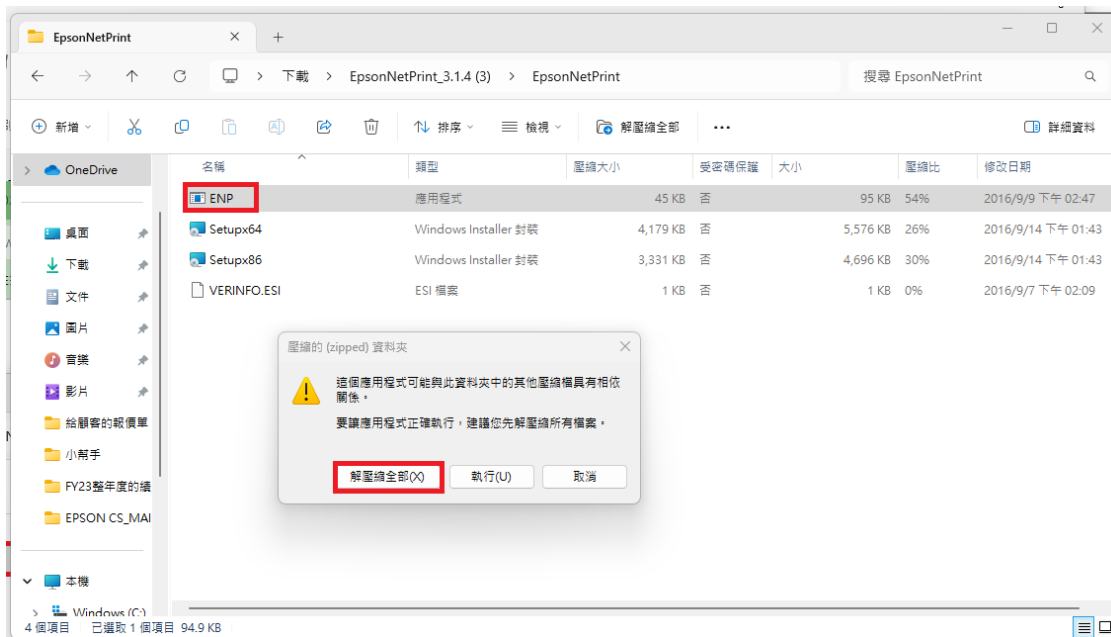 EpsonNetPrint
下載 > EpsonNetPrint_3.1.4 (3) > EpsonNetPrint
搜尋 EpsonNetPrint
新增
排序
檢視
解壓縮全部
詳細資料
OneDrive
桌面
下載
文件
圖片
音樂
影片
給顧客的報價單
小幫手
FY23整年度的績
EPSON CS_MAI
本機
Windows (C:)
名稱 類型 壓縮大小 受密碼保護 大小 壓縮比 修改日期
ENP 應用程式 45 KB 否 95 KB 54% 2016/9/9 下午 02:47
Setupx64 Windows Installer 封裝 4,179 KB 否 5,576 KB 26% 2016/9/14 下午 01:43
Setupx86 Windows Installer 封裝 3,331 KB 否 4,696 KB 30% 2016/9/14 下午 01:43
VERINFO.ESI ESI 檔案 1 KB 否 1 KB 0% 2016/9/7 下午 02:09
壓縮的 (zipped) 資料夾
這個應用程式可能與此資料夾中的其他壓縮檔具有相依
關係。
要讓應用程式正確執行，建議您先解壓縮所有檔案。
解壓縮全部(X)
執行(U)
取消
4 個項目 已選取 1 個項目 94.9 KB